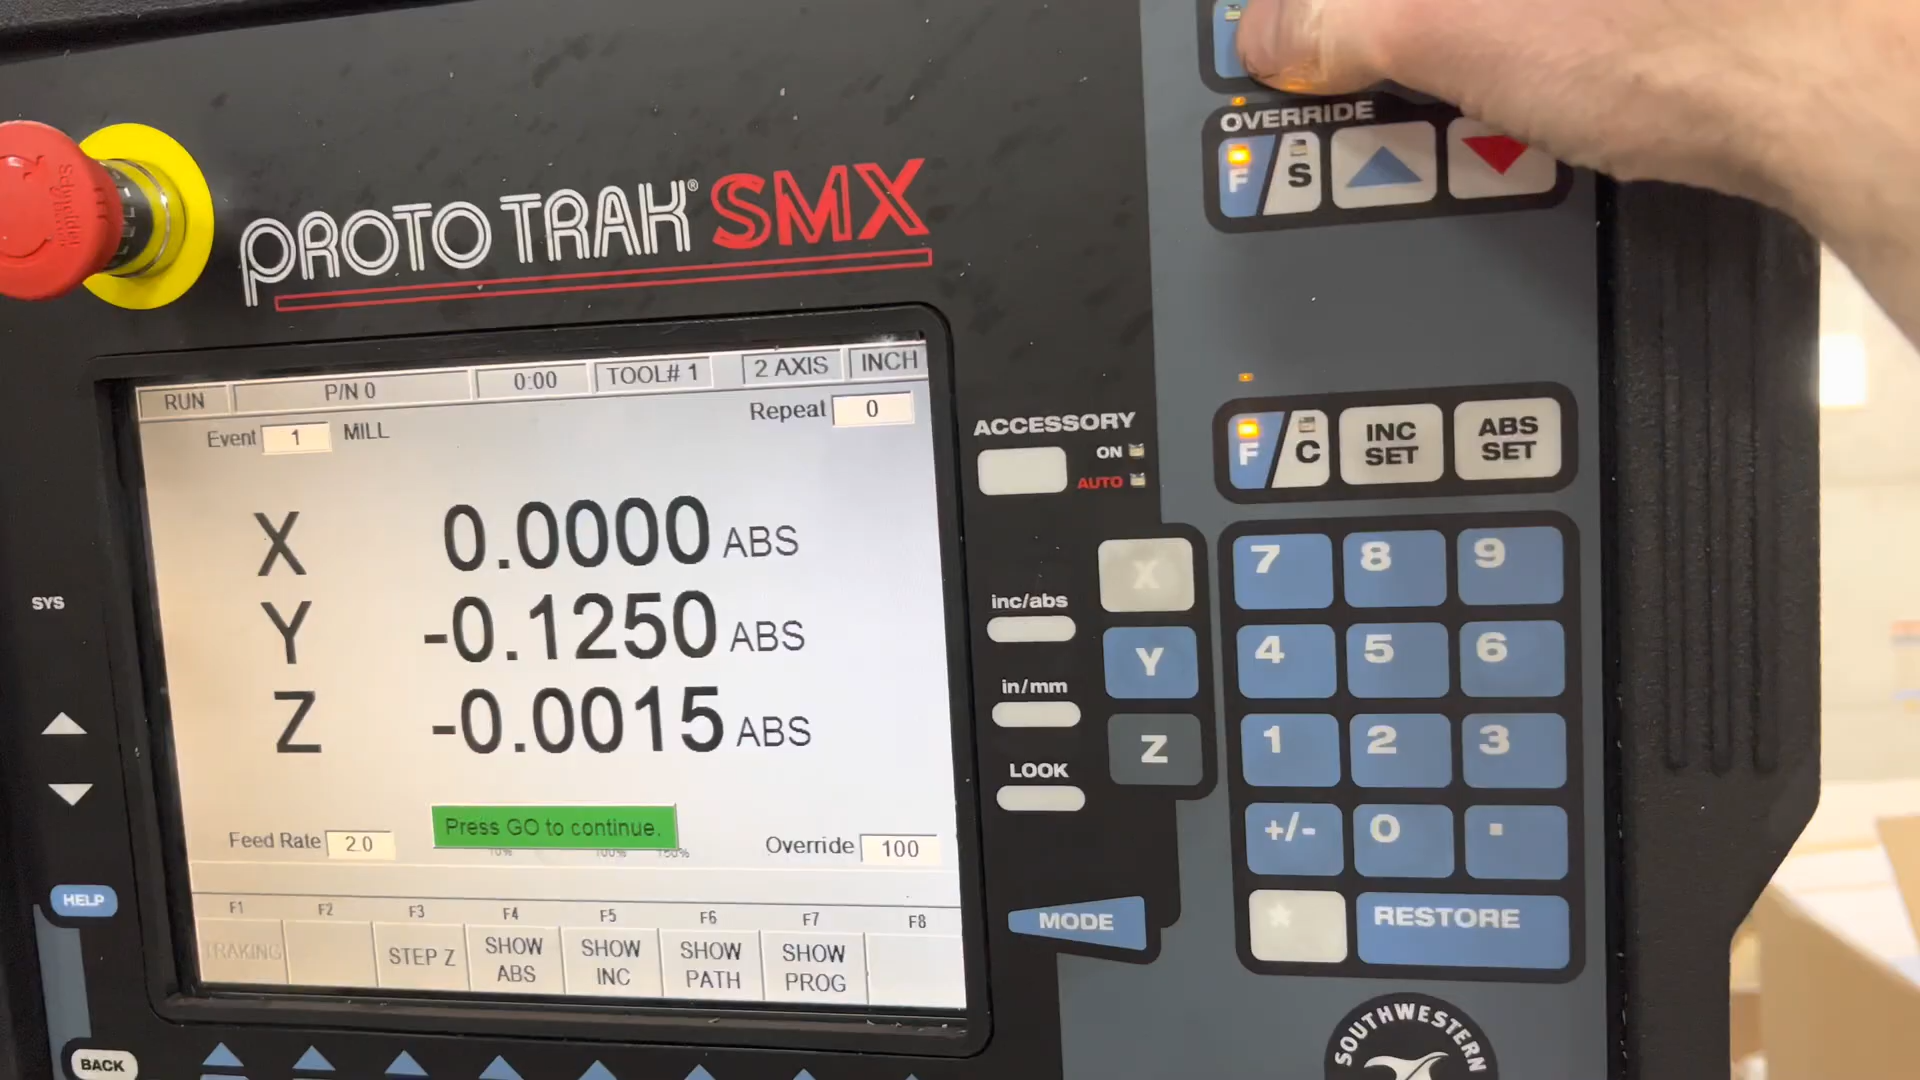 OVERRIDE
F S
PROTO TRAK® SMX
RUN P/N 0 0:00 TOOL# 1 2 AXIS INCH
Event 1 MILL Repeat 0
X 0.0000 ABS
Y -0.1250 ABS
Z -0.0015 ABS
Press GO to continue.
Feed Rate 2.0 Override 100
F1 F2 F3 F4 F5 F6 F7 F8
TRAKING STEP Z SHOW ABS SHOW INC SHOW PATH SHOW PROG
SYS
HELP
BACK
ACCESSORY
ON
AUTO
F C INC SET ABS SET
inc/abs
in/mm
LOOK
X
Y
Z
MODE
7 8 9
4 5 6
1 2 3
+/- 0 .
* RESTORE
SOUTHWESTERN